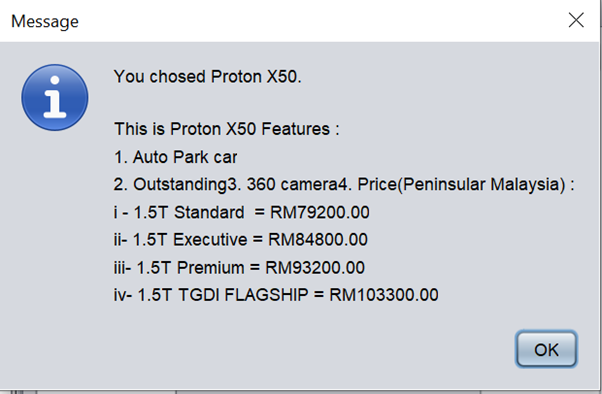 Message
You chosed Proton X50.
This is Proton X50 Features :
1. Auto Park car
2. Outstanding3. 360 camera4. Price(Peninsular Malaysia) :
i - 1.5T Standard  = RM79200.00
ii- 1.5T Executive = RM84800.00
iii- 1.5T Premium = RM93200.00
iv- 1.5T TGDI FLAGSHIP = RM103300.00
OK